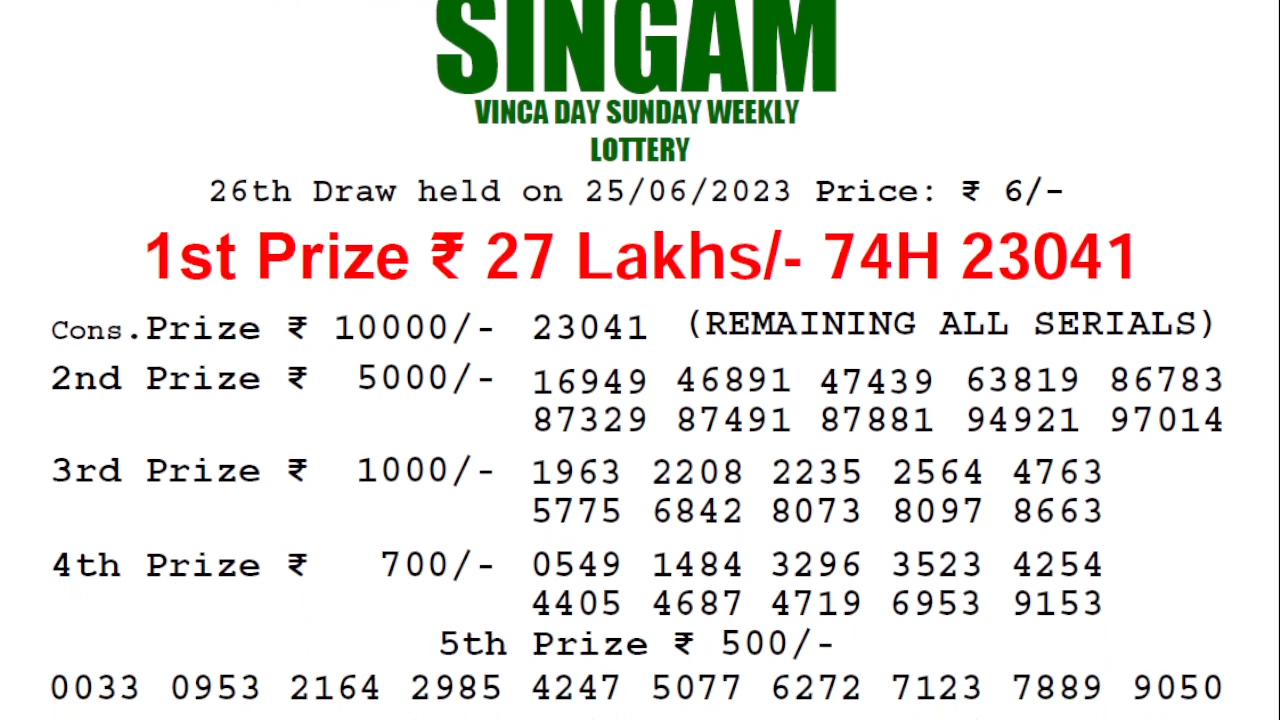 SINGAM
VINCA DAY SUNDAY WEEKLY
LOTTERY
26th Draw held on 25/06/2023 Price: ₹ 6/-
1st Prize ₹ 27 Lakhs/- 74H 23041
Cons.Prize ₹ 10000/- 23041 (REMAINING ALL SERIALS)
2nd Prize ₹ 5000/- 16949 46891 47439 63819 86783
87329 87491 87881 94921 97014
3rd Prize ₹ 1000/- 1963 2208 2235 2564 4763
5775 6842 8073 8097 8663
4th Prize ₹ 700/- 0549 1484 3296 3523 4254
4405 4687 4719 6953 9153
5th Prize ₹ 500/-
0033 0953 2164 2985 4247 5077 6272 7123 7889 9050